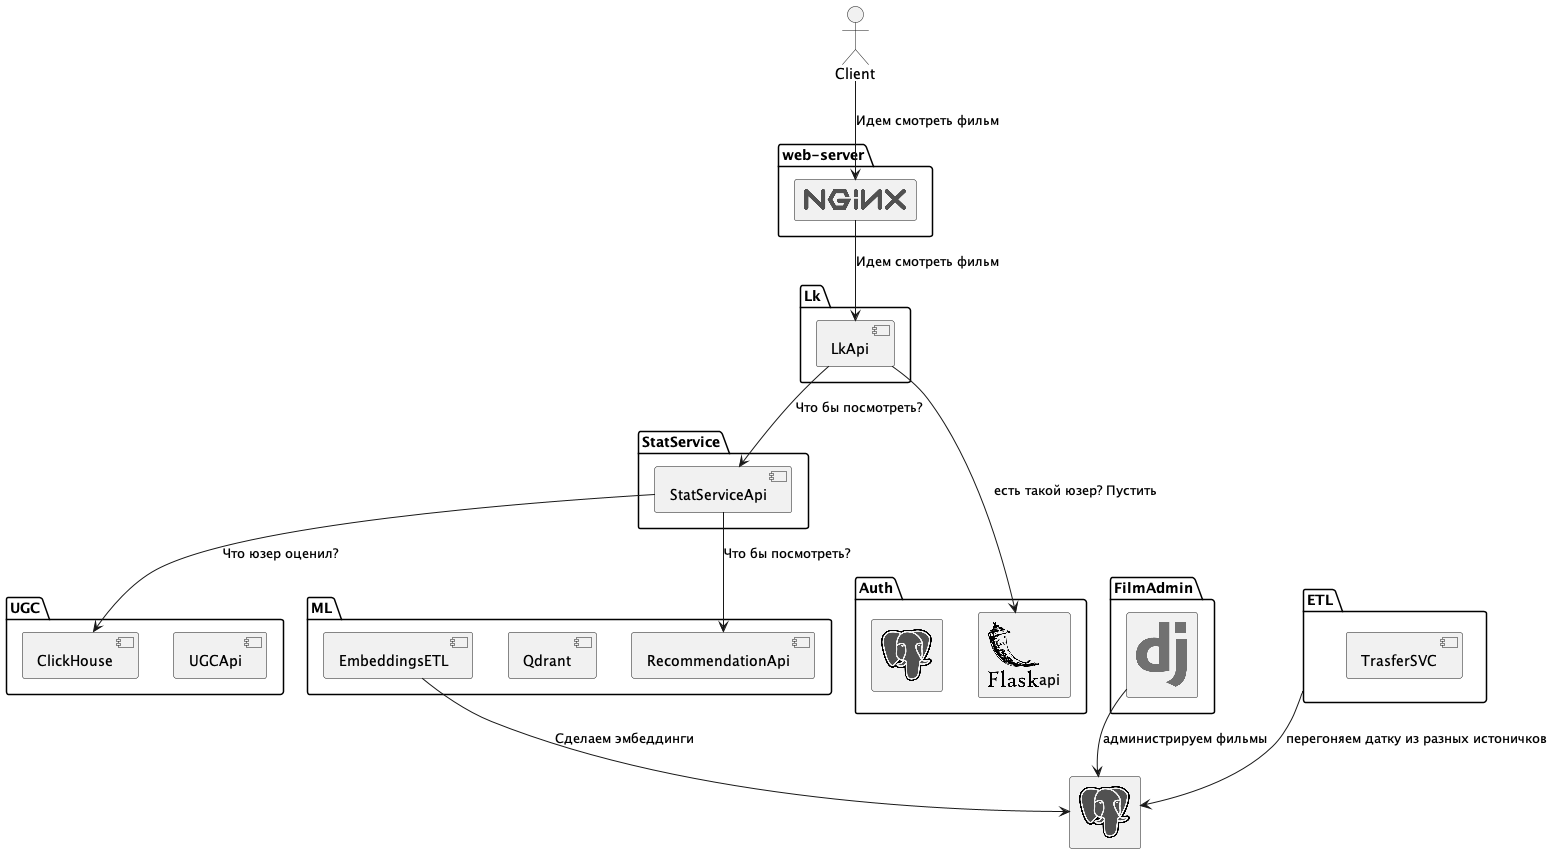 Client
Идем смотреть фильм
web-server
NGiNX
Идем смотреть фильм
Lk
LkApi
Что бы посмотреть?
StatService
StatServiceApi
есть такой юзер? Пустить
Что юзер оценил?
Что бы посмотреть?
UGC
ClickHouse
UGCApi
ML
EmbeddingsETL
Qdrant
RecommendationApi
Auth
Flask api
FilmAdmin
dj
ETL
TrasferSVC
Сделаем эмбеддинги
администрируем фильмы
перегоняем датку из разных истоничков